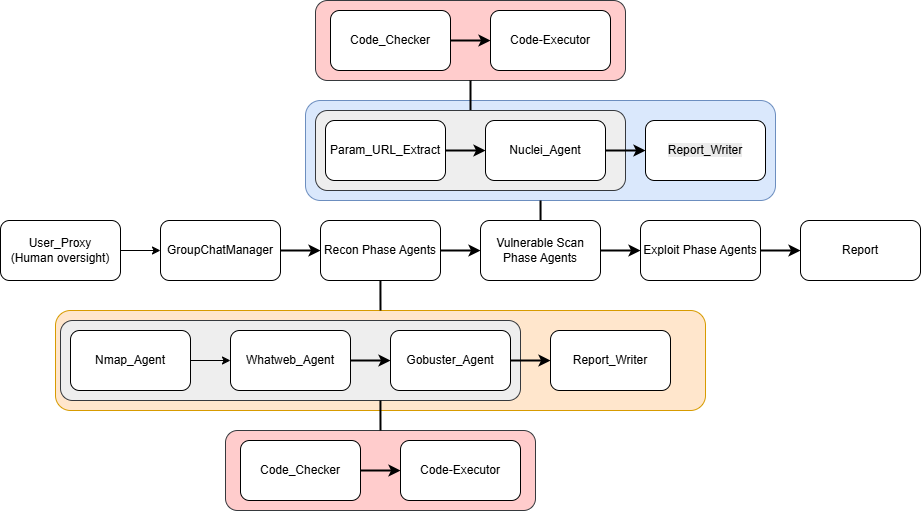 Code_Checker
Code-Executor
Param_URL_Extract
Nuclei_Agent
Report_Writer
User_Proxy
(Human oversight)
GroupChatManager
Recon Phase Agents
Vulnerable Scan
Phase Agents
Exploit Phase Agents
Report
Nmap_Agent
Whatweb_Agent
Gobuster_Agent
Report_Writer
Code_Checker
Code-Executor